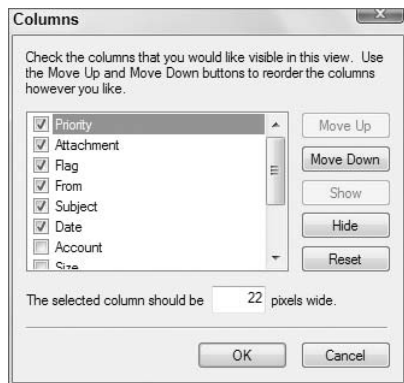 Columns
Check the columns that you would like visible in this view. Use
the Move Up and Move Down buttons to reorder the columns
however you like.
Priority
Move Up
Attachment
Flag
Move Down
From
Show
Subject
Date
Hide
Account
Size
Reset
The selected column should be 22 pixels wide.
OK
Cancel